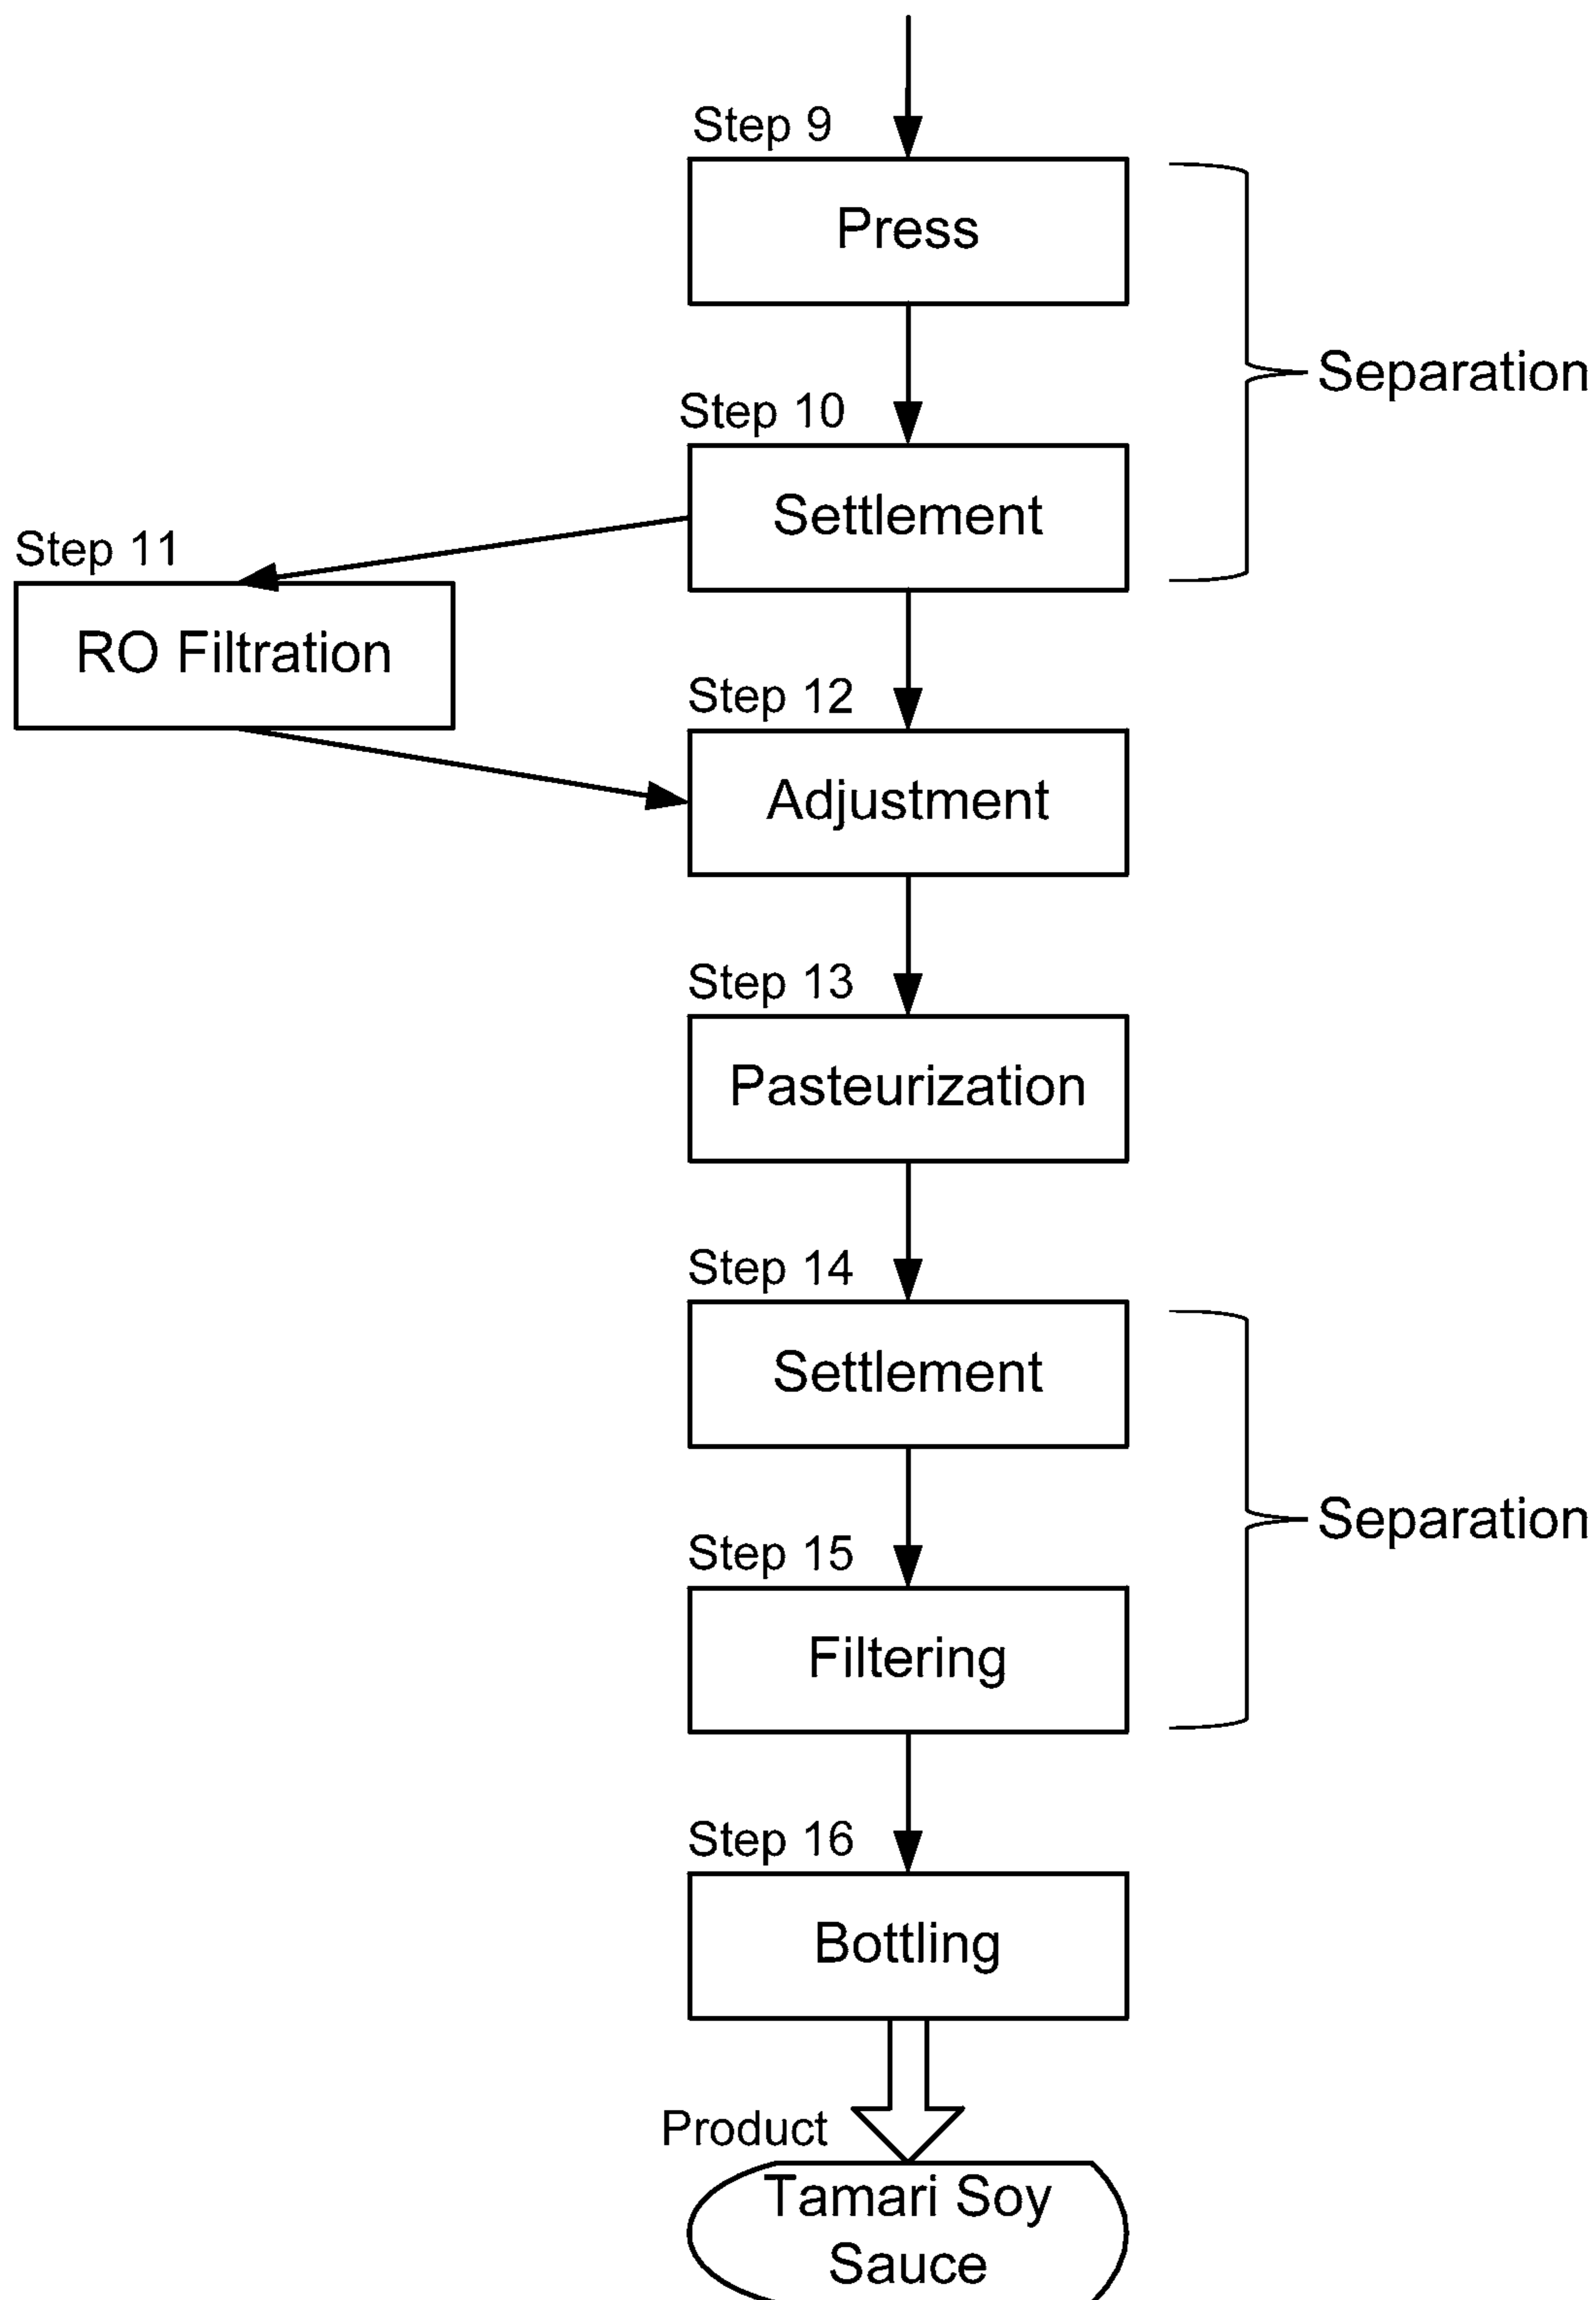 Step 9
Press
Separation
Step 10
Settlement
Step 11
RO Filtration
Step 12
Adjustment
Step 13
Pasteurization
Step 14
Settlement
Separation
Step 15
Filtering
Step 16
Bottling
Product
Tamari Soy
Sauce